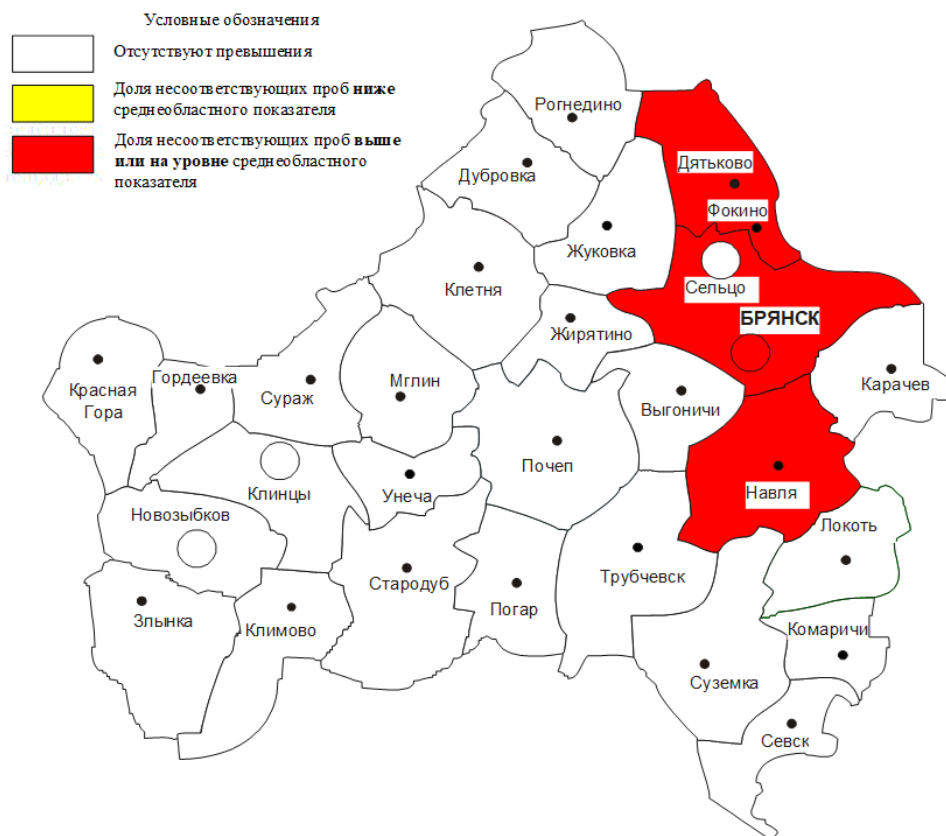 Условные обозначения
Отсутствуют превышения
Доля несоответствующих проб ниже
среднеобластного показателя
Доля несоответствующих проб выше
или на уровне среднеобластного
показателя
Рогнедино
Дятьково
Дубровка
Фокино
Жуковка
Клетня
Сельцо
БРЯНСК
Жирятино
Гордеевка
Мглин
Карачев
Красная
Гора
Сураж
Выгоничи
Почеп
Клинцы
Унеча
Навля
Новозыбков
Локоть
Стародуб
Трубчевск
Погар
Злынка
Климово
Комаричи
Суземка
Севск